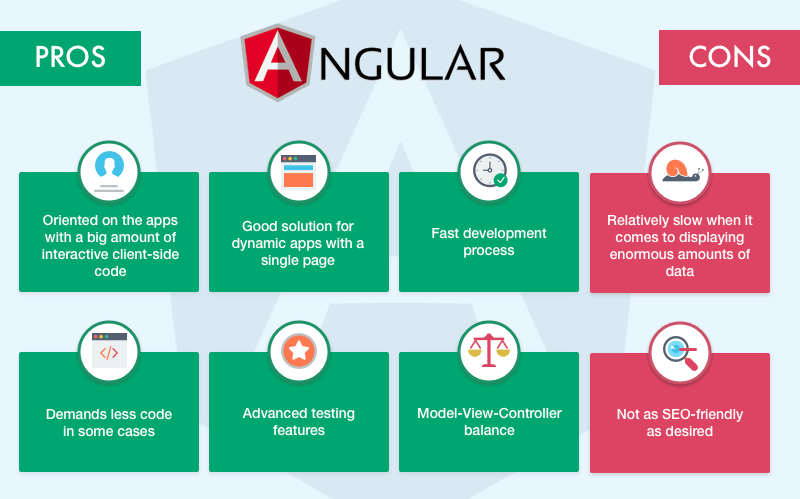 PROS
ANGULAR
CONS
Oriented on the apps
with a big amount of
interactive client-side
code
Good solution for
dynamic apps with a
single page
Fast development
process
Relatively slow when it
comes to displaying
enormous amounts of
data
</>
Demands less code
in some cases
Advanced testing
features
Model-View-Controller
balance
Not as SEO-friendly
as desired